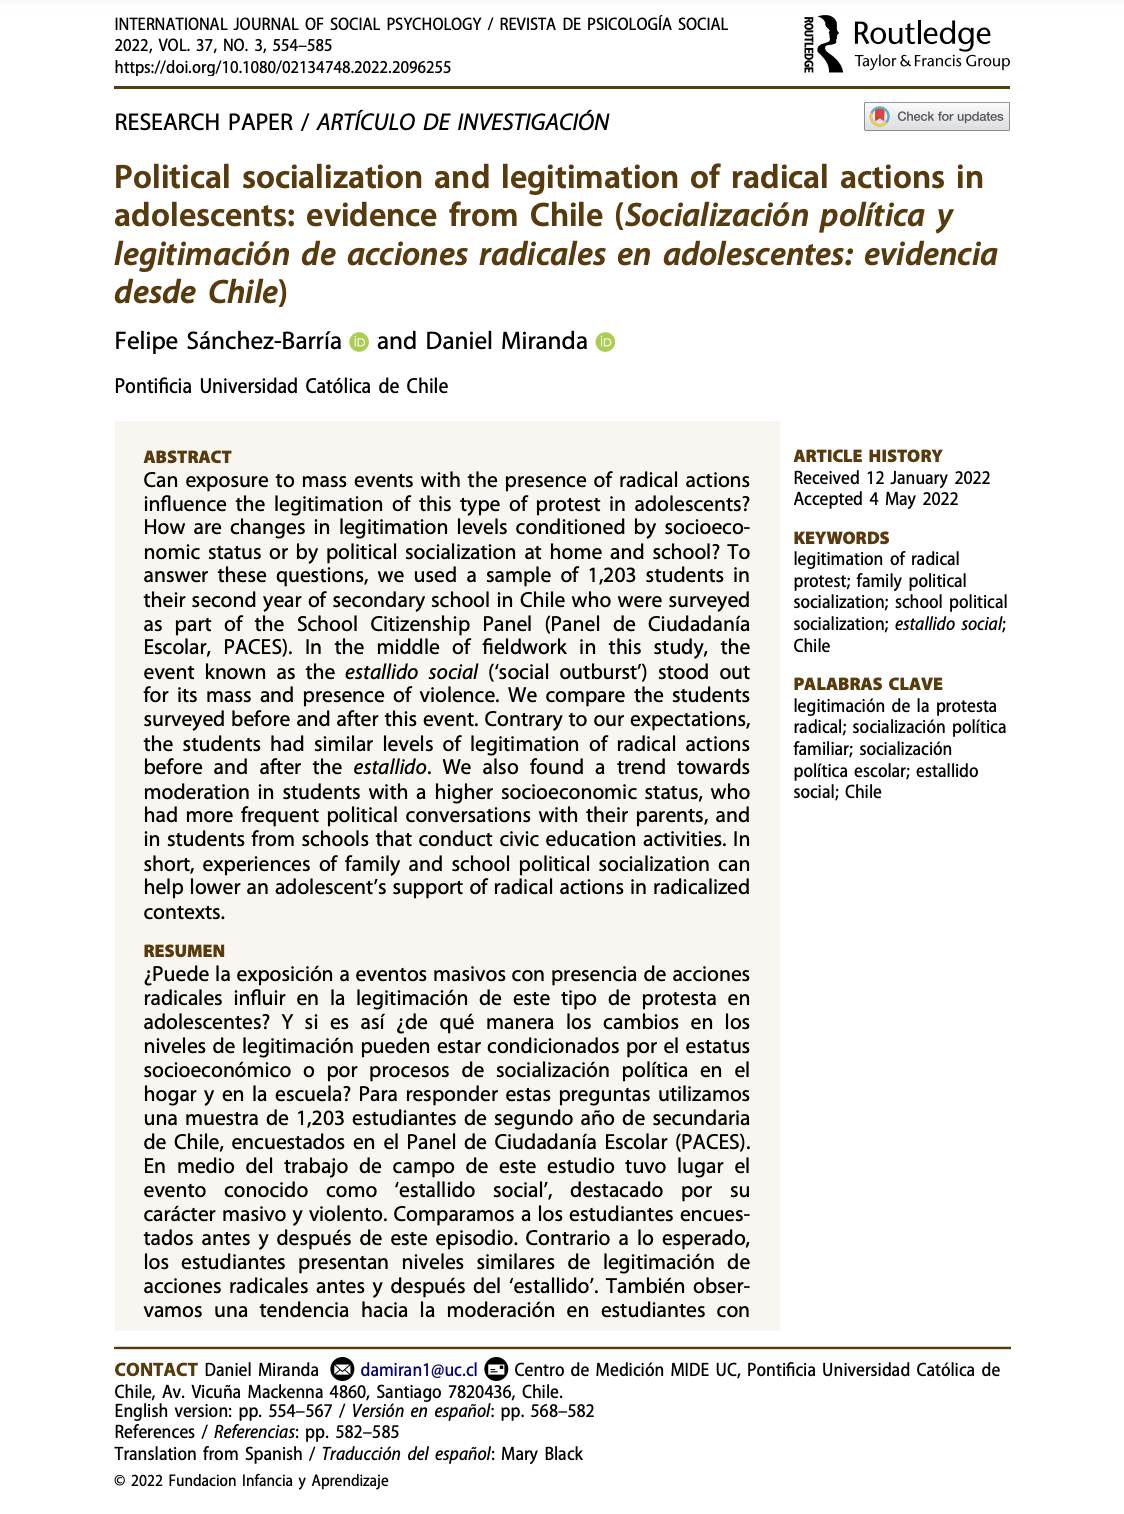 INTERNATIONAL JOURNAL OF SOCIAL PSYCHOLOGY / REVISTA DE PSICOLOGÍA SOCIAL
2022, VOL. 37, NO. 3, 554–585
https://doi.org/10.1080/02134748.2022.2096255
ROUTLEDGE
Routledge
Taylor & Francis Group
RESEARCH PAPER / ARTÍCULO DE INVESTIGACIÓN
Check for updates
Political socialization and legitimation of radical actions in
adolescents: evidence from Chile (Socialización política y
legitimación de acciones radicales en adolescentes: evidencia
desde Chile)
Felipe Sánchez-Barría iD and Daniel Miranda iD
Pontificia Universidad Católica de Chile
ABSTRACT
Can exposure to mass events with the presence of radical actions
influence the legitimation of this type of protest in adolescents?
How are changes in legitimation levels conditioned by socioeco-
nomic status or by political socialization at home and school? To
answer these questions, we used a sample of 1,203 students in
their second year of secondary school in Chile who were surveyed
as part of the School Citizenship Panel (Panel de Ciudadanía
Escolar, PACES). In the middle of fieldwork in this study, the
event known as the estallido social (‘social outburst’) stood out
for its mass and presence of violence. We compare the students
surveyed before and after this event. Contrary to our expectations,
the students had similar levels of legitimation of radical actions
before and after the estallido. We also found a trend towards
moderation in students with a higher socioeconomic status, who
had more frequent political conversations with their parents, and
in students from schools that conduct civic education activities. In
short, experiences of family and school political socialization can
help lower an adolescent’s support of radical actions in radicalized
contexts.
RESUMEN
¿Puede la exposición a eventos masivos con presencia de acciones
radicales influir en la legitimación de este tipo de protesta en
adolescentes? Y si es así ¿de qué manera los cambios en los
niveles de legitimación pueden estar condicionados por el estatus
socioeconómico o por procesos de socialización política en el
hogar y en la escuela? Para responder estas preguntas utilizamos
una muestra de 1,203 estudiantes de segundo año de secundaria
de Chile, encuestados en el Panel de Ciudadanía Escolar (PACES).
En medio del trabajo de campo de este estudio tuvo lugar el
evento conocido como ‘estallido social’, destacado por su
carácter masivo y violento. Comparamos a los estudiantes encues-
tados antes y después de este episodio. Contrario a lo esperado,
los estudiantes presentan niveles similares de legitimación de
acciones radicales antes y después del ‘estallido’. También obser-
vamos una tendencia hacia la moderación en estudiantes con
ARTICLE HISTORY
Received 12 January 2022
Accepted 4 May 2022
KEYWORDS
legitimation of radical
protest; family political
socialization; school political
socialization; estallido social;
Chile
PALABRAS CLAVE
legitimación de la protesta
radical; socialización política
familiar; socialización
política escolar; estallido
social; Chile
CONTACT Daniel Miranda damiran1@uc.cl Centro de Medición MIDE UC, Pontificia Universidad Católica de
Chile, Av. Vicuña Mackenna 4860, Santiago 7820436, Chile.
English version: pp. 554–567 / Versión en español: pp. 568–582
References / Referencias: pp. 582–585
Translation from Spanish / Traducción del español: Mary Black
© 2022 Fundacion Infancia y Aprendizaje